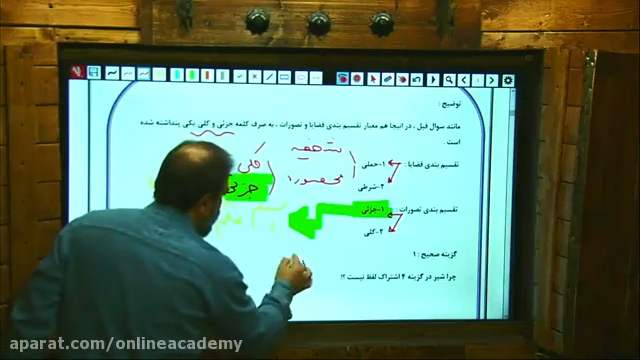 توضیح :
مانند سوال قبل ، در اینجا هم معیار تقسیم بندی قضایا و تصورات ، به صرف کلمه جزئی و کلی یکی پنداشته شده
است .
شخصیه
کلی
تقسیم بندی قضایا : ۱-حملی
محصوره
جزئی
۲-شرطی
تقسیم بندی تصورات : ۱-جزئی
۲-کلی
گزینه صحیح : ۱
چرا شیر در گزینه ۴ اشتراک لفظ نیست ؟!
aparat.com/onlineacademy